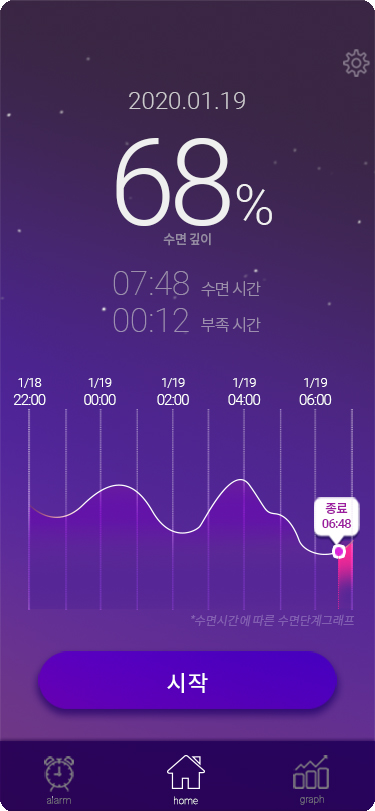 2020.01.19
68%
수면 깊이
07:48 수면 시간
00:12 부족 시간
1/18 1/19 1/19 1/19 1/19
22:00 00:00 02:00 04:00 06:00
종료
06:48
*수면시간에 따른 수면단계그래프
시작
alarm home graph